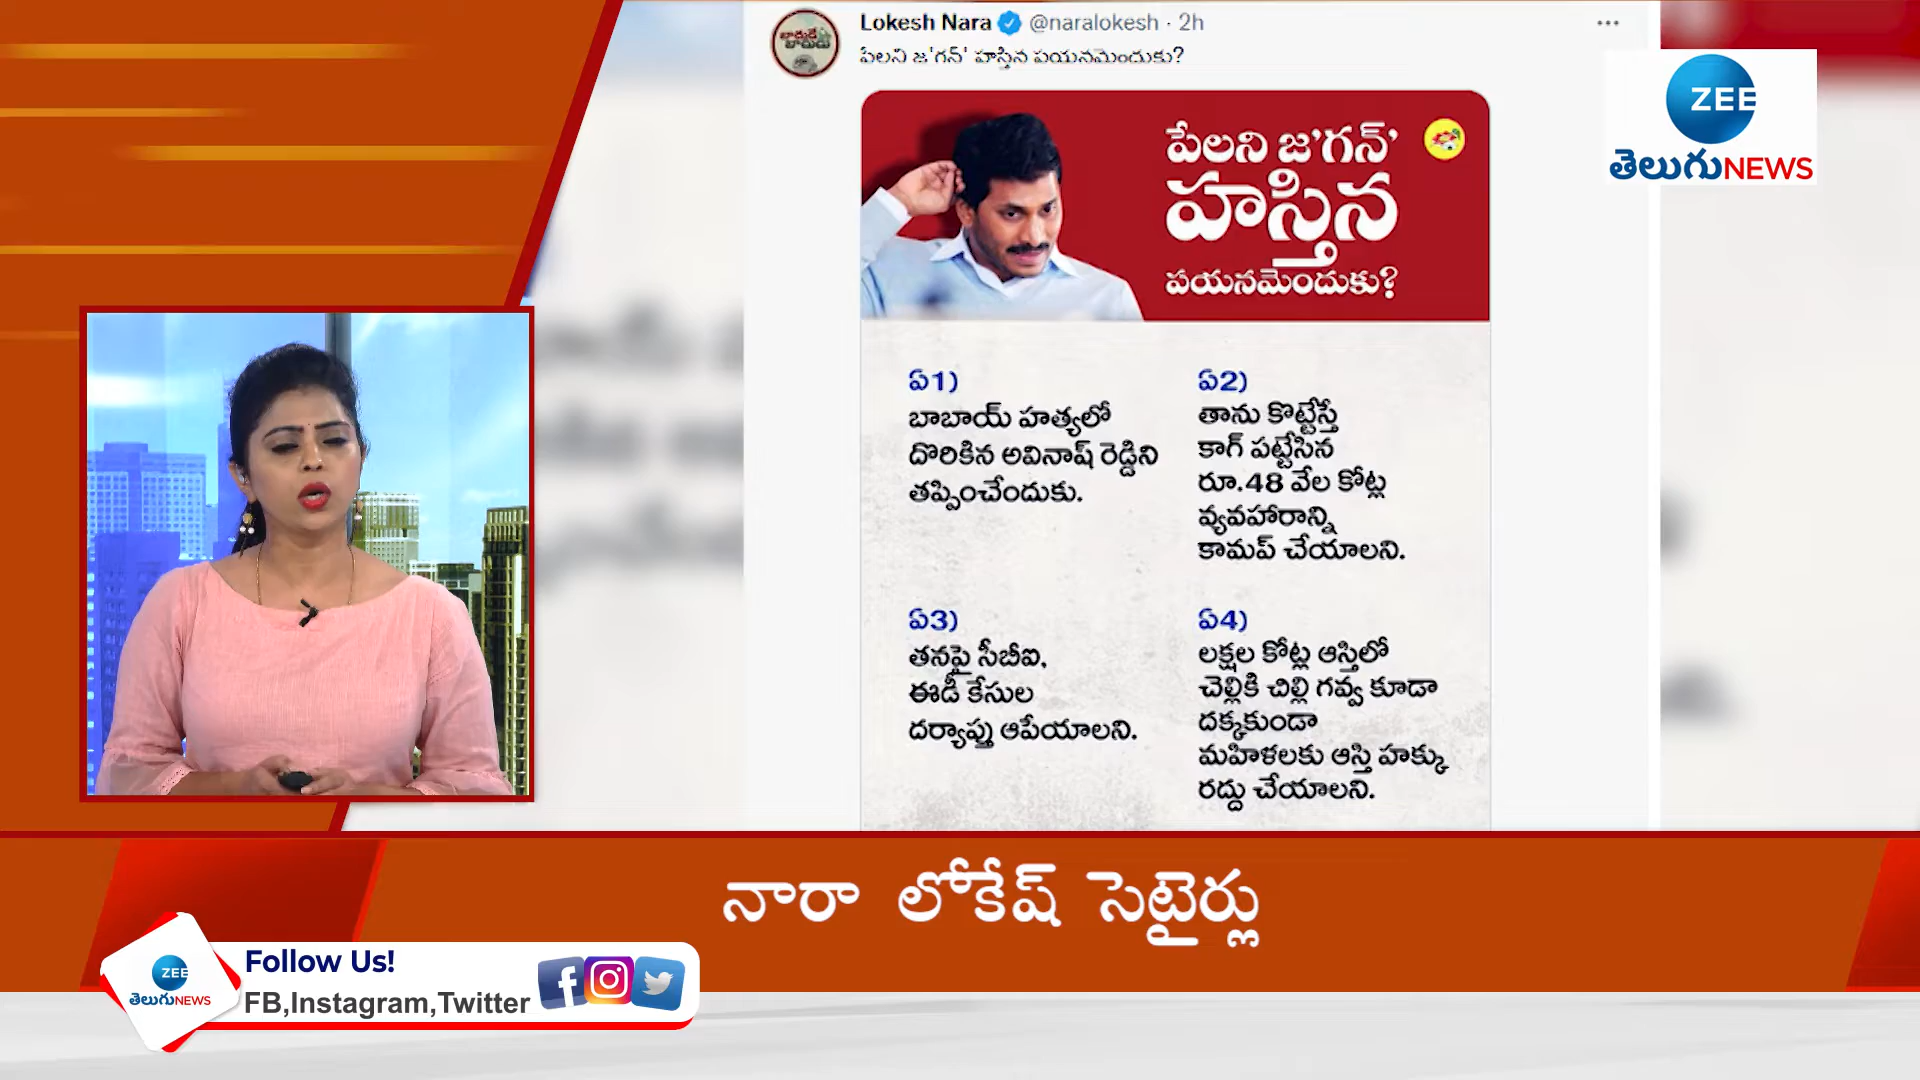 Lokesh Nara @naralokesh · 2h
పేలని జ'గన్' హస్తిన పయనమెందుకు?
పేలని జ'గన్'
హస్తిన
పయనమెందుకు?
ZEE
తెలుగుNEWS
ఏ1)
బాబాయ్ హత్యలో
దొరికిన అవినాష్ రెడ్డిని
తప్పించేందుకు.
ఏ2)
తాను కొట్టేస్తే
కాగ్ పట్టేసిన
రూ.48 వేల కోట్ల
వ్యవహారాన్ని
కామప్ చేయాలని.
ఏ3)
తనపై సీబీఐ,
ఈడీ కేసుల
దర్యాప్తు ఆపేయాలని.
ఏ4)
లక్షల కోట్ల ఆస్తిలో
చెల్లికి చిల్లి గవ్వ కూడా
దక్కకుండా
మహిళలకు ఆస్తి హక్కు
రద్దు చేయాలని.
నారా లోకేష్ సెటైర్లు
ZEE
తెలుగుNEWS
Follow Us!
FB,Instagram,Twitter